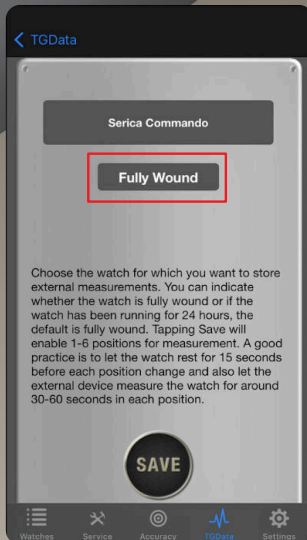 TGData
Serica Commando
Fully Wound
Choose the watch for which you want to store
external measurements. You can indicate
whether the watch is fully wound or if the
watch has been running for 24 hours, the
default is fully wound. Tapping Save will
enable 1-6 positions for measurement. A good
practice is to let the watch rest for 15 seconds
before each position change and also let the
external device measure the watch for around
30-60 seconds in each position.
SAVE
Watches Service Accuracy TGData Settings